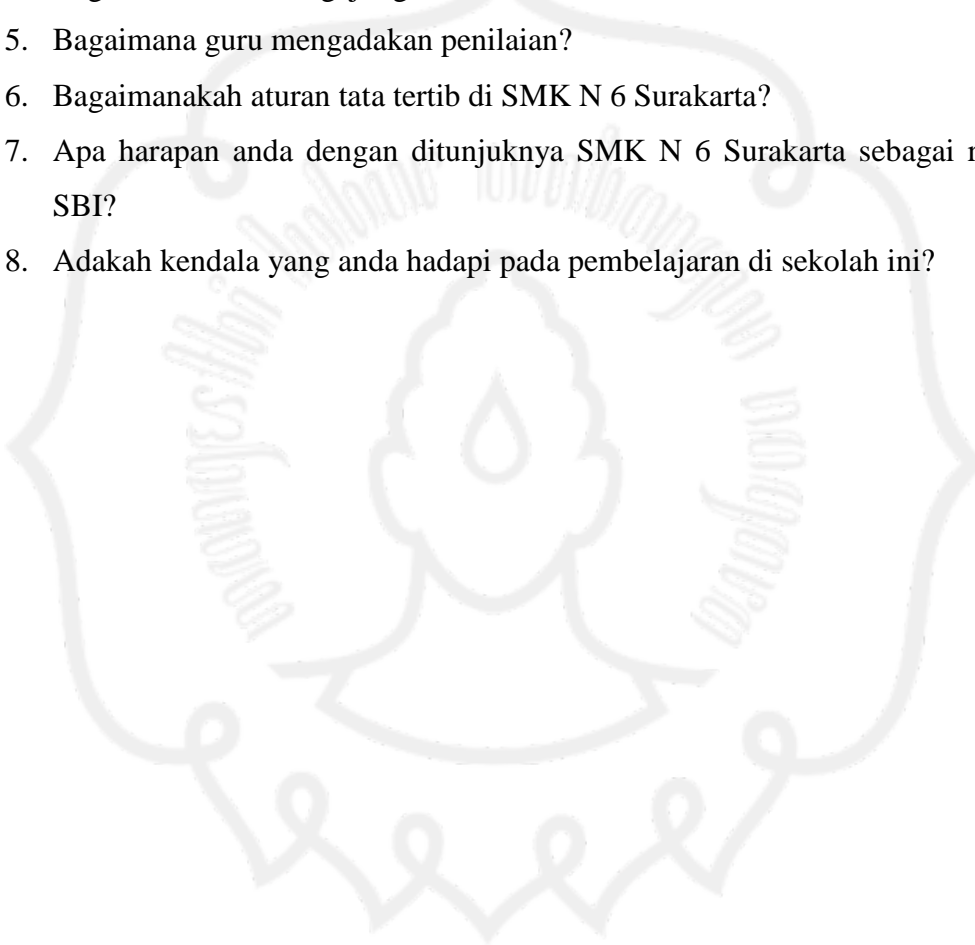 5. Bagaimana guru mengadakan penilaian?
6. Bagaimanakah aturan tata tertib di SMK N 6 Surakarta?
7. Apa harapan anda dengan ditunjuknya SMK N 6 Surakarta sebagai
SBI?
8. Adakah kendala yang anda hadapi pada pembelajaran di sekolah ini?